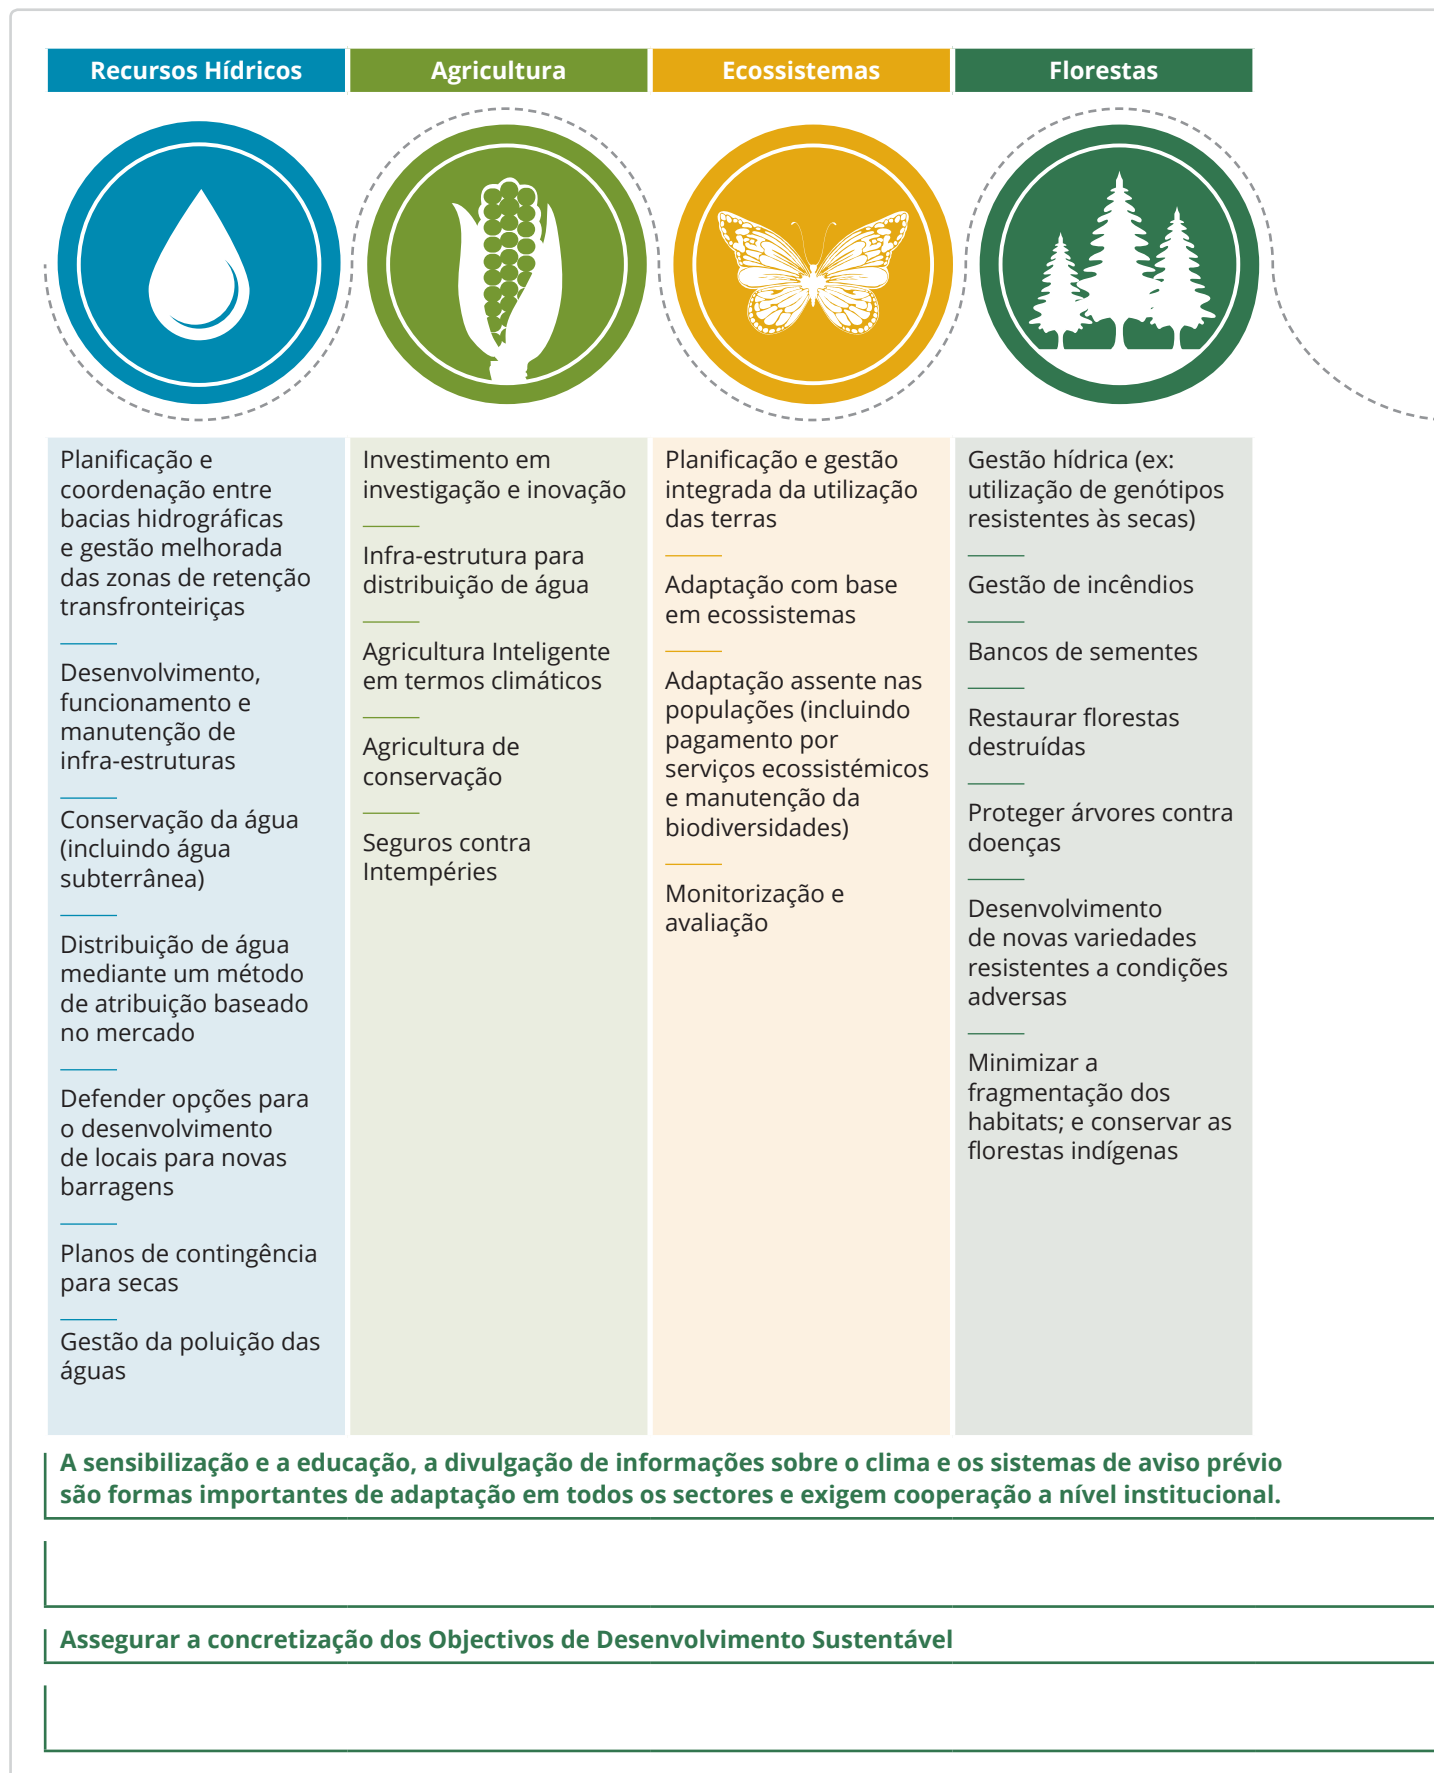 Recursos Hídricos
Agricultura
Ecossistemas
Florestas
Planificação e
coordenação entre
bacias hidrográficas
e gestão melhorada
das zonas de retenção
transfronteiriças
Desenvolvimento,
funcionamento e
manutenção de
infra-estruturas
Conservação da água
(incluindo água
subterrânea)
Distribuição de água
mediante um método
de atribuição baseado
no mercado
Defender opções para
o desenvolvimento
de locais para novas
barragens
Planos de contingência
para secas
Gestão da poluição das
águas
Investimento em
investigação e inovação
Infra-estrutura para
distribuição de água
Agricultura Inteligente
em termos climáticos
Agricultura de
conservação
Seguros contra
Intempéries
Planificação e gestão
integrada da utilização
das terras
Adaptação com base
em ecossistemas
Adaptação assente nas
populações (incluindo
pagamento por
serviços ecossistémicos
e manutenção da
biodiversidades)
Monitorização e
avaliação
Gestão hídrica (ex:
utilização de genótipos
resistentes às secas)
Gestão de incêndios
Bancos de sementes
Restaurar florestas
destruídas
Proteger árvores contra
doenças
Desenvolvimento
de novas variedades
resistentes a condições
adversas
Minimizar a
fragmentação dos
habitats; e conservar as
florestas indígenas
A sensibilização e a educação, a divulgação de informações sobre o clima e os sistemas de aviso prévio
são formas importantes de adaptação em todos os sectores e exigem cooperação a nível institucional.
Assegurar a concretização dos Objectivos de Desenvolvimento Sustentável